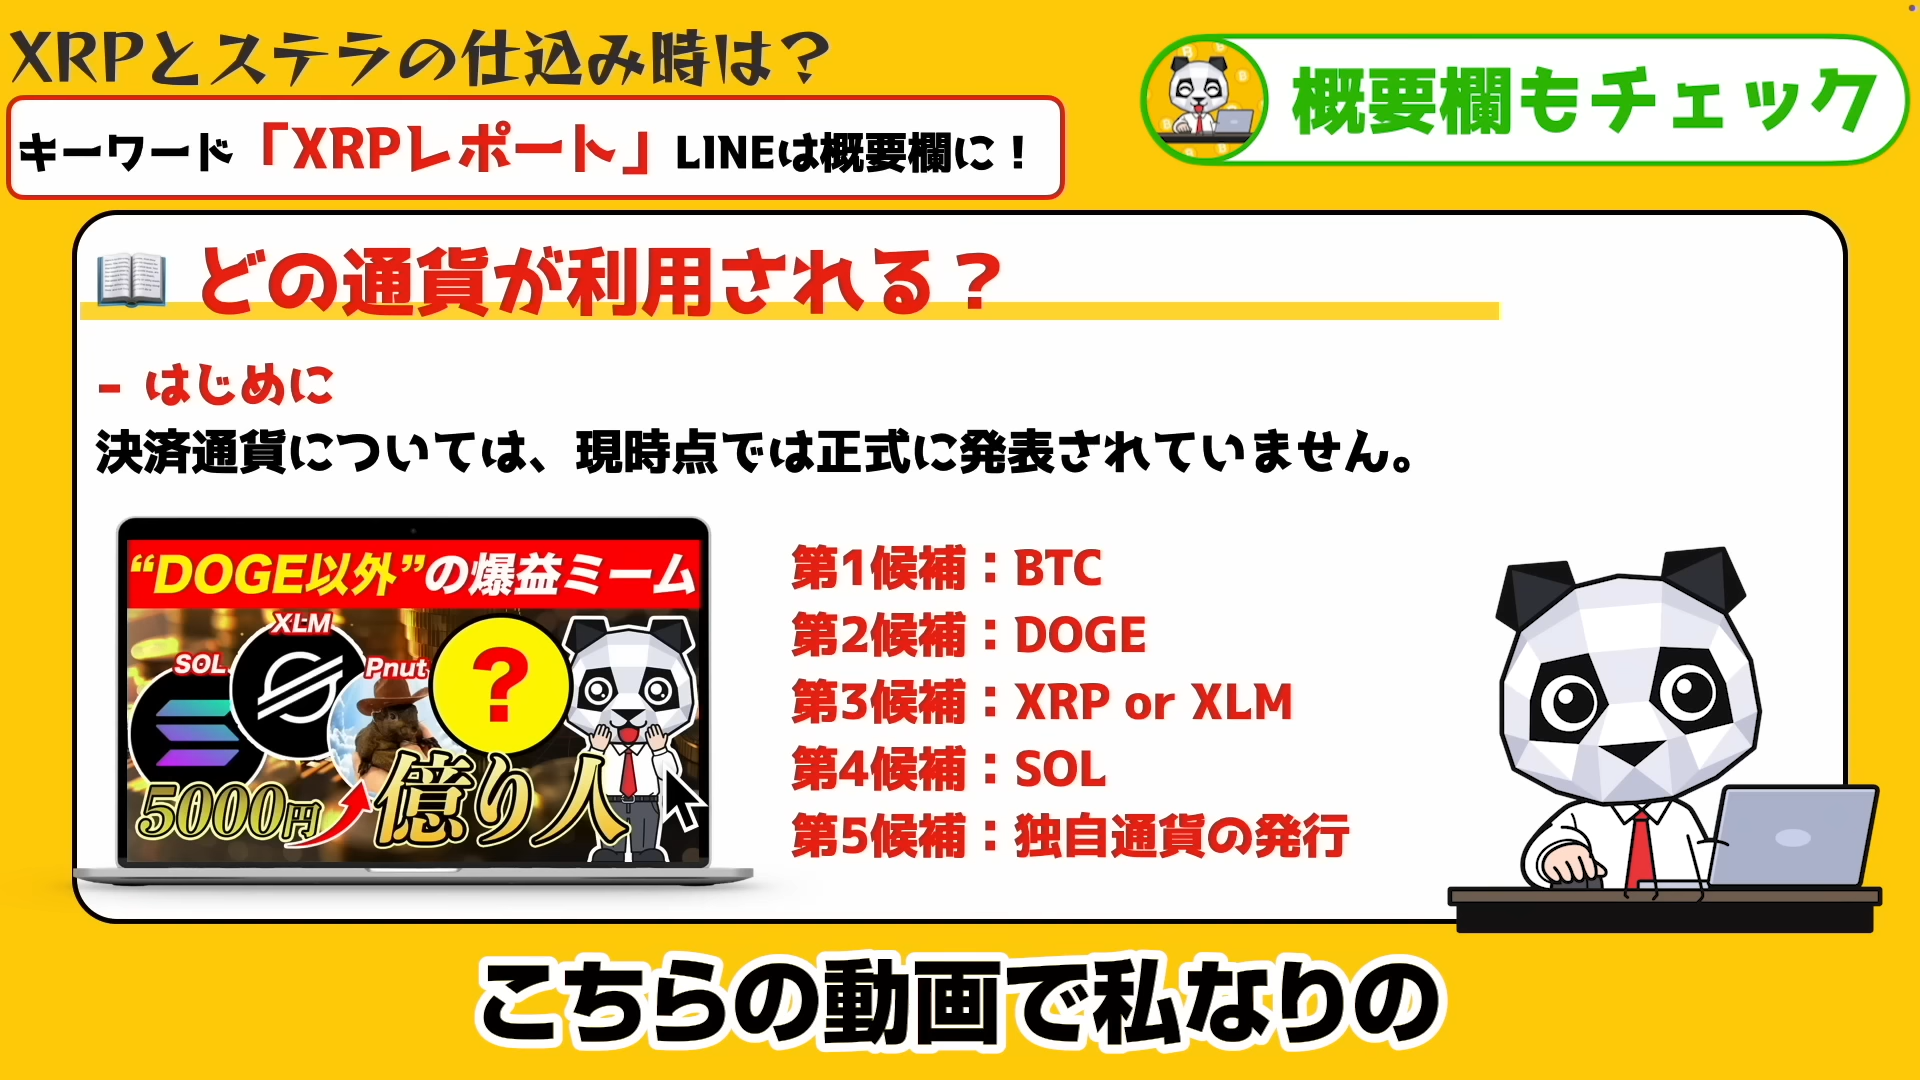 XRPとステラの仕込み時は？
キーワード「XRPレポート」LINEは概要欄に！
概要欄もチェック
どの通貨が利用される？
- はじめに
決済通貨については、現時点では正式に発表されていません。
“DOGE以外”の爆益ミーム
XLM
SOL
Pnut
?
5000円
億り人
第1候補：BTC
第2候補：DOGE
第3候補：XRP or XLM
第4候補：SOL
第5候補：独自通貨の発行
こちらの動画で私なりの